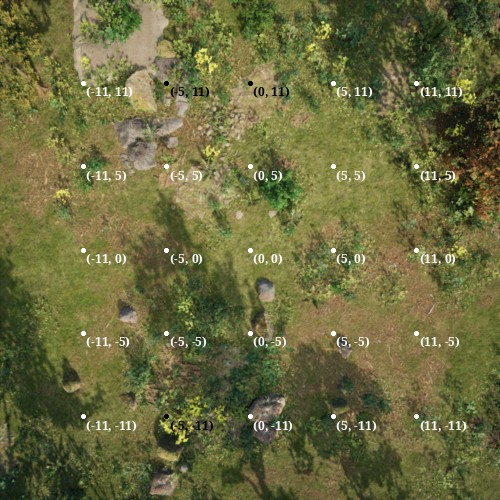 (-11, 11) (-5, 11) (0, 11) (5, 11) (11, 11)
(-11, 5) (-5, 5) (0, 5) (5, 5) (11, 5)
(-11, 0) (-5, 0) (0, 0) (5, 0) (11, 0)
(-11, -5) (-5, -5) (0, -5) (5, -5) (11, -5)
(-11, -11) (-5, -11) (0, -11) (5, -11) (11, -11)